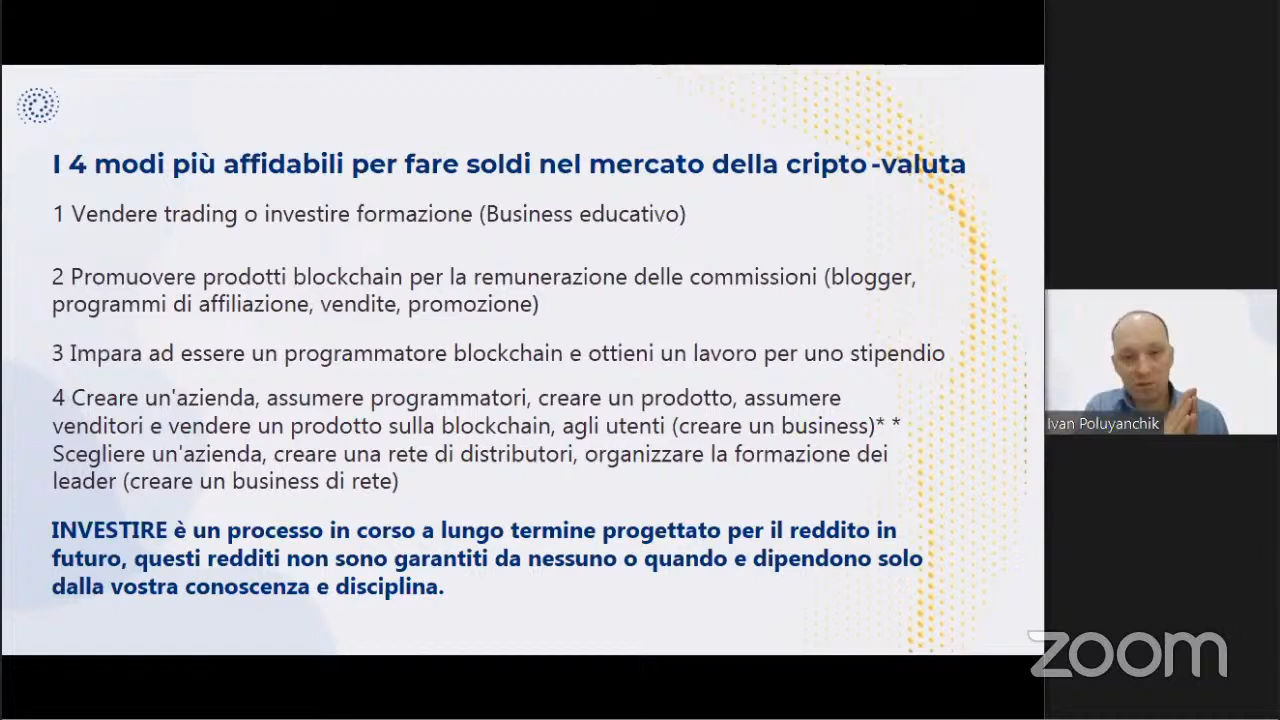 I 4 modi più affidabili per fare soldi nel mercato della cripto-valuta
1 Vendere trading o investire formazione (Business educativo)
2 Promuovere prodotti blockchain per la remunerazione delle commissioni (blogger,
programmi di affiliazione, vendite, promozione)
3 Impara ad essere un programmatore blockchain e ottieni un lavoro per uno stipendio
4 Creare un'azienda, assumere programmatori, creare un prodotto, assumere
venditori e vendere un prodotto sulla blockchain, agli utenti (creare un business)* *
Scegliere un'azienda, creare una rete di distributori, organizzare la formazione dei
leader (creare un business di rete)
INVESTIRE è un processo in corso a lungo termine progettato per il reddito in
futuro, questi redditi non sono garantiti da nessuno o quando e dipendono solo
dalla vostra conoscenza e disciplina.
Ivan Poluyanchik
zoom